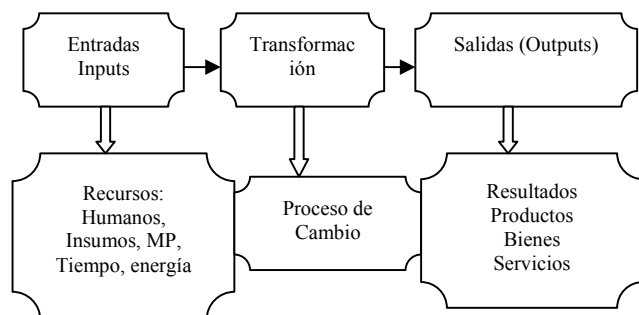 Entradas
Inputs
Transformac
ión
Salidas (Outputs)
Recursos:
Humanos,
Insumos, MP,
Tiempo, energía
Proceso de
Cambio
Resultados
Productos
Bienes
Servicios